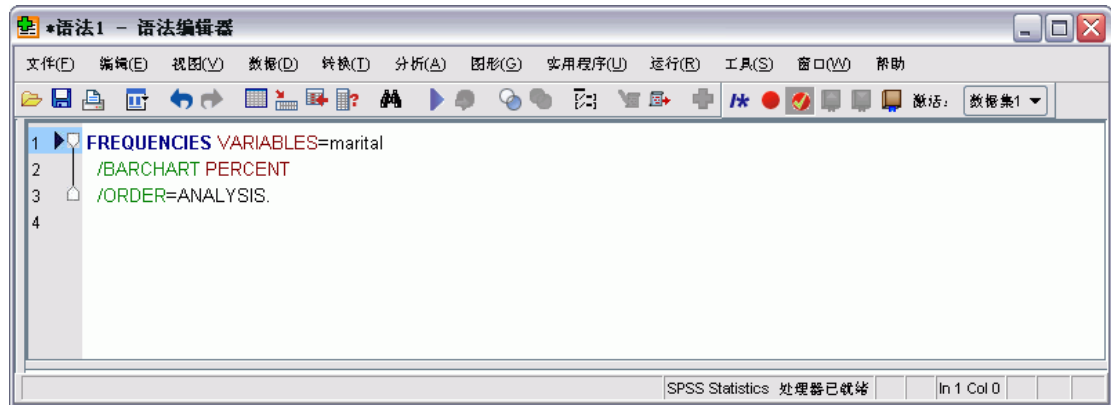 *语法1 - 语法编辑器
文件(F) 编辑(E) 视图(V) 数据(D) 转换(T) 分析(A) 图形(G) 实用程序(U) 运行(R) 工具(S) 窗口(W) 帮助
激活: 数据集1
1 FREQUENCIES VARIABLES=marital
2 /BARCHART PERCENT
3 /ORDER=ANALYSIS.
4
SPSS Statistics 处理器已就绪 In 1 Col 0